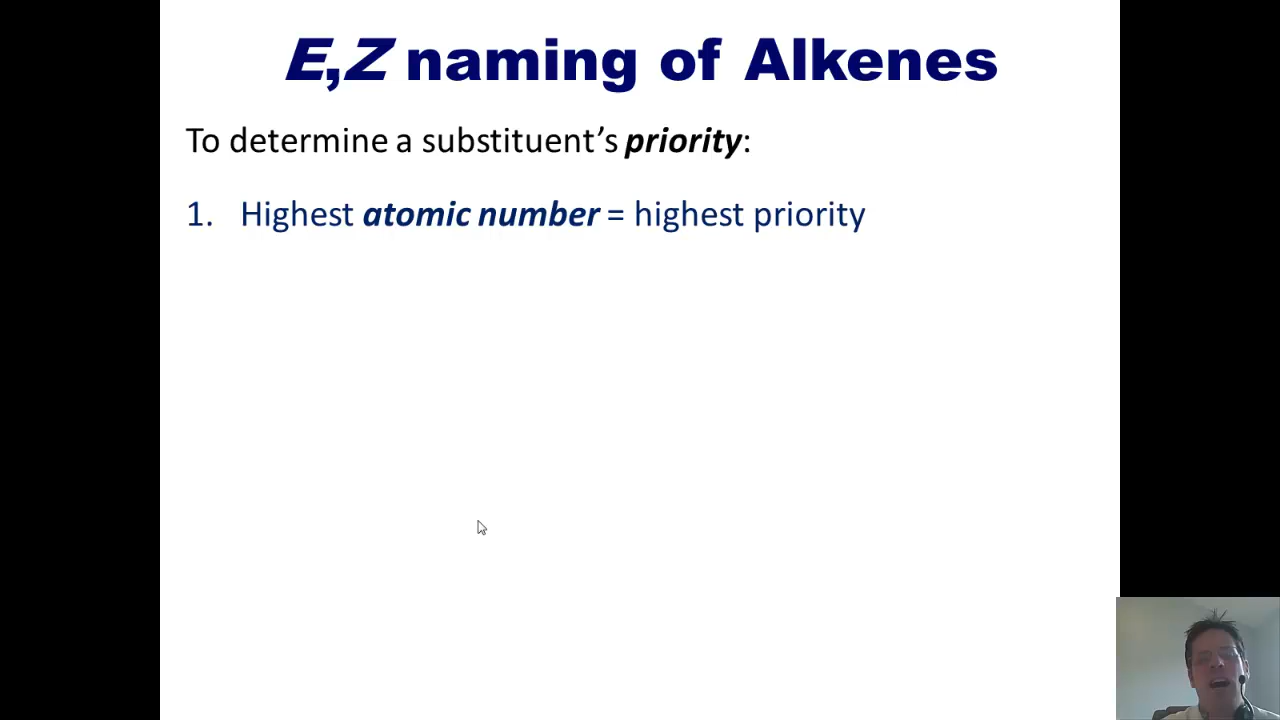 E,Z naming of Alkenes
To determine a substituent’s priority:
1. Highest atomic number = highest priority